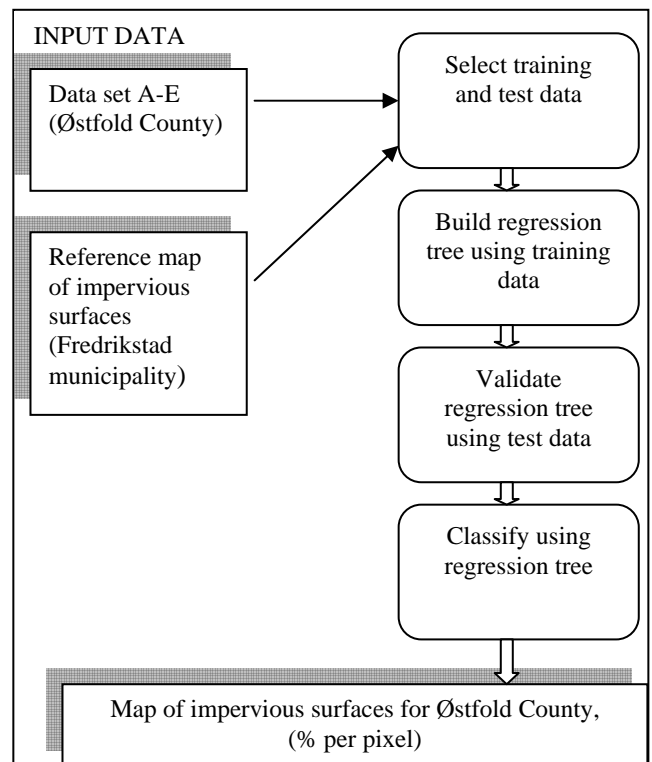 INPUT DATA
Data set A-E
(Østfold County)
Reference map
of impervious
surfaces
(Fredrikstad
municipality)
Select training
and test data
Build regression
tree using training
data
Validate
regression tree
using test data
Classify using
regression tree
Map of impervious surfaces for Østfold County,
(% per pixel)